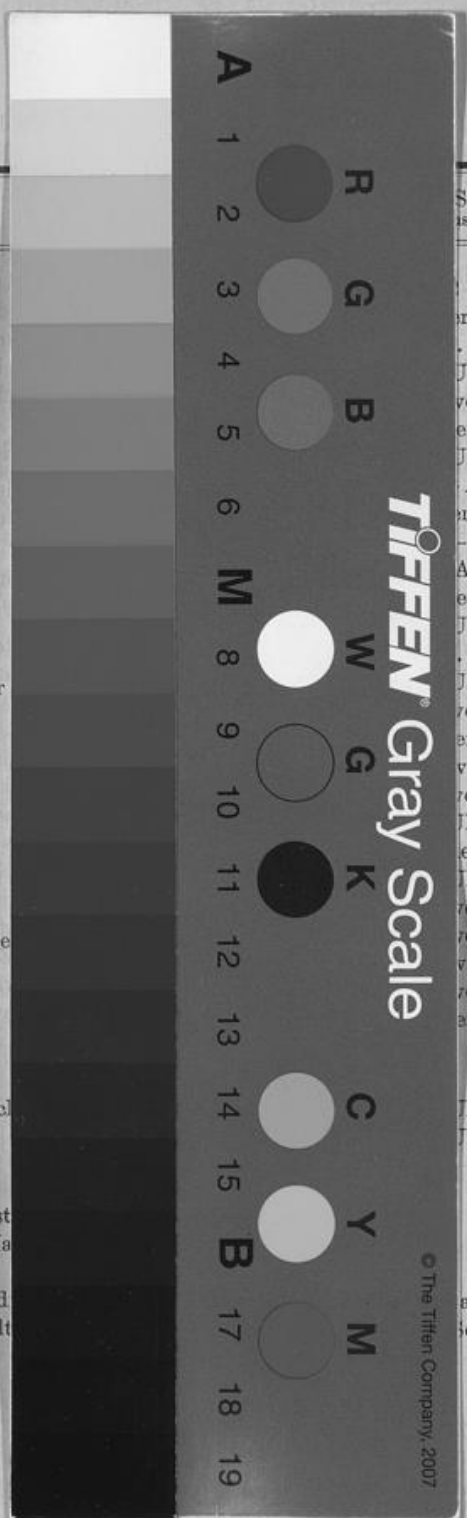 TIFFEN® Gray Scale
© The Tiffen Company, 2007
R G B W G K C Y M
A 1 2 3 4 5 6 M 8 9 10 11 12 13 14 15 B 17 18 19